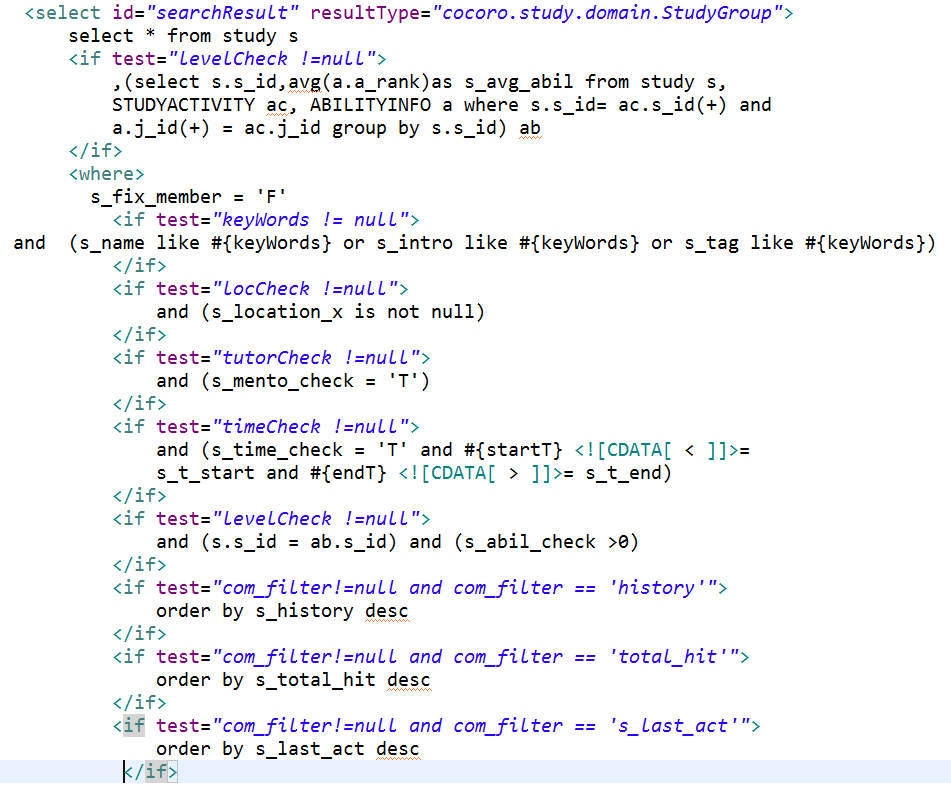 <select id="searchResult" resultType="cocoro.study.domain.StudyGroup">
select * from study s
<if test="levelCheck !=null">
,(select s.s_id,avg(a.a_rank)as s_avg_abil from study s,
STUDYACTIVITY ac, ABILITYINFO a where s.s_id= ac.s_id(+) and
a.j_id(+) = ac.j_id group by s.s_id) ab
</if>
<where>
s_fix_member = 'F'
<if test="keyWords != null">
and  (s_name like #{keyWords} or s_intro like #{keyWords} or s_tag like #{keyWords})
</if>
<if test="locCheck !=null">
and (s_location_x is not null)
</if>
<if test="tutorCheck !=null">
and (s_mento_check = 'T')
</if>
<if test="timeCheck !=null">
and (s_time_check = 'T' and #{startT} <![CDATA[ < ]]>=
s_t_start and #{endT} <![CDATA[ > ]]>= s_t_end)
</if>
<if test="levelCheck !=null">
and (s.s_id = ab.s_id) and (s_abil_check >0)
</if>
<if test="com_filter!=null and com_filter == 'history'">
order by s_history desc
</if>
<if test="com_filter!=null and com_filter == 'total_hit'">
order by s_total_hit desc
</if>
<if test="com_filter!=null and com_filter == 's_last_act'">
order by s_last_act desc
</if>